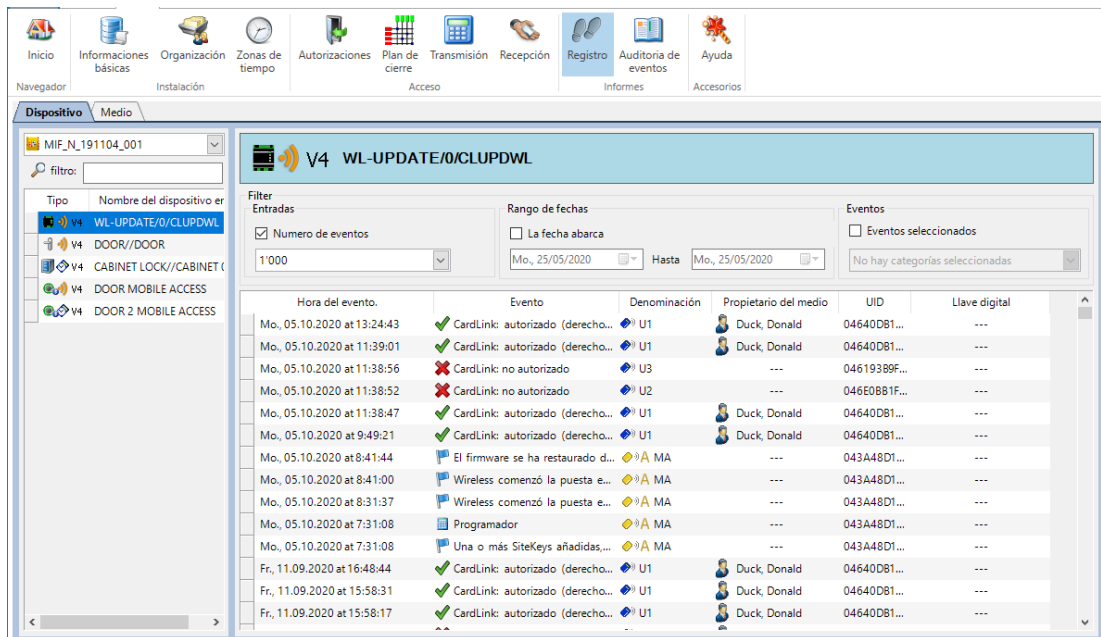 Inicio
Informaciones básicas
Organización
Zonas de tiempo
Autorizaciones
Plan de cierre
Transmisión
Recepción
Registro
Auditoria de eventos
Ayuda
Navegador
Instalación
Acceso
Informes
Accesorios
Dispositivo
Medio
MIF_N_191104_001
filtro:
Tipo Nombre del dispositivo er
V4 WL-UPDATE/0/CLUPDWL
V4 DOOR//DOOR
V4 CABINET LOCK//CABINET (
V4 DOOR MOBILE ACCESS
V4 DOOR 2 MOBILE ACCESS
V4 WL-UPDATE/0/CLUPDWL
Filter
Entradas
Numero de eventos
1'000
Rango de fechas
La fecha abarca
Mo., 25/05/2020 Hasta Mo., 25/05/2020
Eventos
Eventos seleccionados
No hay categorías seleccionadas
Hora del evento. Evento Denominación Propietario del medio UID Llave digital
Mo., 05.10.2020 at 13:24:43 CardLink: autorizado (derecho... U1 Duck, Donald 04640DB1... ---
Mo., 05.10.2020 at 11:39:01 CardLink: autorizado (derecho... U1 Duck, Donald 04640DB1... ---
Mo., 05.10.2020 at 11:38:56 CardLink: no autorizado U3 --- 046193B9F... ---
Mo., 05.10.2020 at 11:38:52 CardLink: no autorizado U2 --- 046E0BB1F... ---
Mo., 05.10.2020 at 11:38:47 CardLink: autorizado (derecho... U1 Duck, Donald 04640DB1... ---
Mo., 05.10.2020 at 9:49:21 CardLink: autorizado (derecho... U1 Duck, Donald 04640DB1... ---
Mo., 05.10.2020 at 8:41:44 El firmware se ha restaurado d... A MA --- 043A48D1... ---
Mo., 05.10.2020 at 8:41:00 Wireless comenzó la puesta e... A MA --- 043A48D1... ---
Mo., 05.10.2020 at 8:31:37 Wireless comenzó la puesta e... A MA --- 043A48D1... ---
Mo., 05.10.2020 at 7:31:08 Programador A MA --- 043A48D1... ---
Mo., 05.10.2020 at 7:31:08 Una o más SiteKeys añadidas,... A MA --- 043A48D1... ---
Fr., 11.09.2020 at 16:48:44 CardLink: autorizado (derecho... U1 Duck, Donald 04640DB1... ---
Fr., 11.09.2020 at 15:58:31 CardLink: autorizado (derecho... U1 Duck, Donald 04640DB1... ---
Fr., 11.09.2020 at 15:58:17 CardLink: autorizado (derecho... U1 Duck, Donald 04640DB1... ---